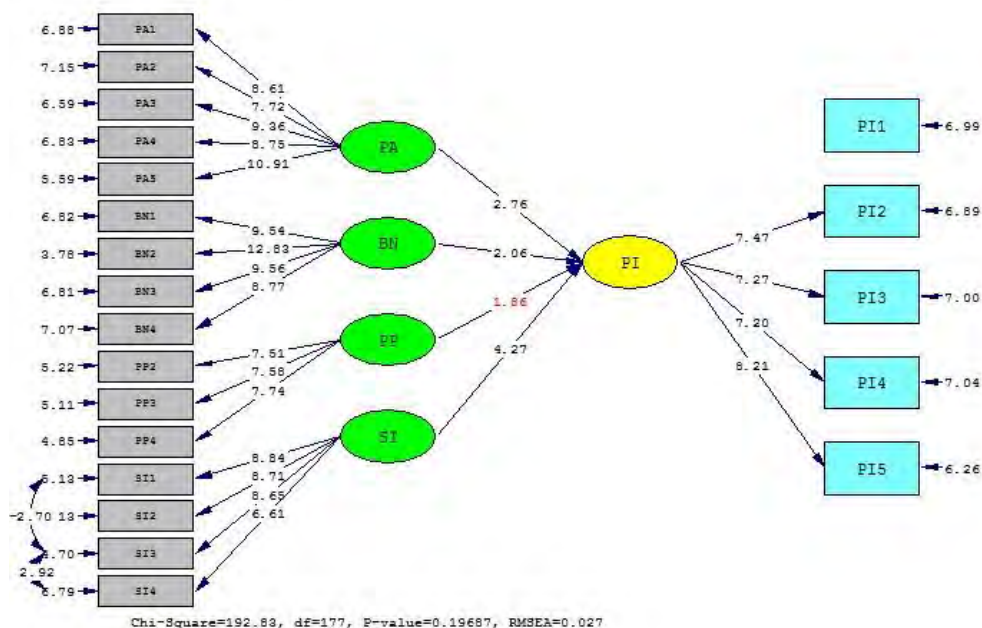 6.88 PA1
7.15 PA2
6.59 PA3
6.83 PA4
5.59 PA5
6.82 BN1
3.78 BN2
6.81 BN3
7.07 BN4
5.22 PP2
5.11 PP3
4.85 PP4
5.13 SI1
-2.70 13 SI2
4.70 SI3
2.92
6.79 SI4
8.61
7.72
9.36
8.75
10.91
9.54
12.83
9.56
8.77
7.51
7.58
7.74
8.84
8.71
8.65
6.61
PA
BN
PP
SI
2.76
2.06
1.86
4.27
PI
7.47
7.27
7.20
8.21
PI1 6.99
PI2 6.89
PI3 7.00
PI4 7.04
PI5 6.26
Chi-Square=192.83, df=177, P-value=0.19687, RMSEA=0.027